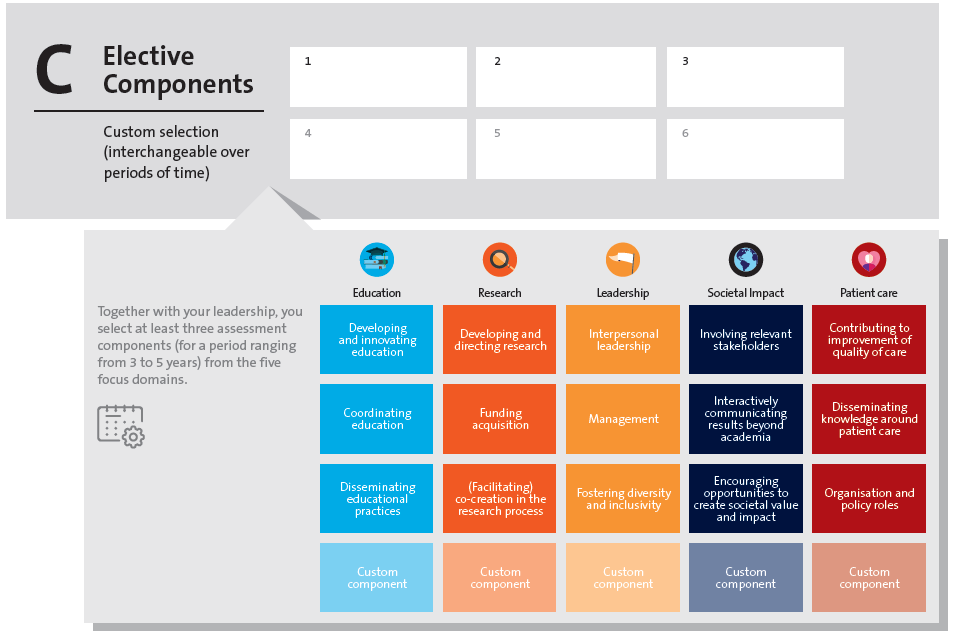 C
Elective
Components
Custom selection
(interchangeable over
periods of time)
1
2
3
4
5
6
Together with your leadership, you
select at least three assessment
components (for a period ranging
from 3 to 5 years) from the five
focus domains.
Education
Research
Leadership
Societal Impact
Patient care
Developing
and innovating
education
Developing and
directing research
Interpersonal
leadership
Involving relevant
stakeholders
Contributing to
improvement of
quality of care
Coordinating
education
Funding
acquisition
Management
Interactively
communicating
results beyond
academia
Disseminating
knowledge around
patient care
Disseminating
educational
practices
(Facilitating)
co-creation in the
research process
Fostering diversity
and inclusivity
Encouraging
opportunities to
create societal value
and impact
Organisation and
policy roles
Custom
component
Custom
component
Custom
component
Custom
component
Custom
component